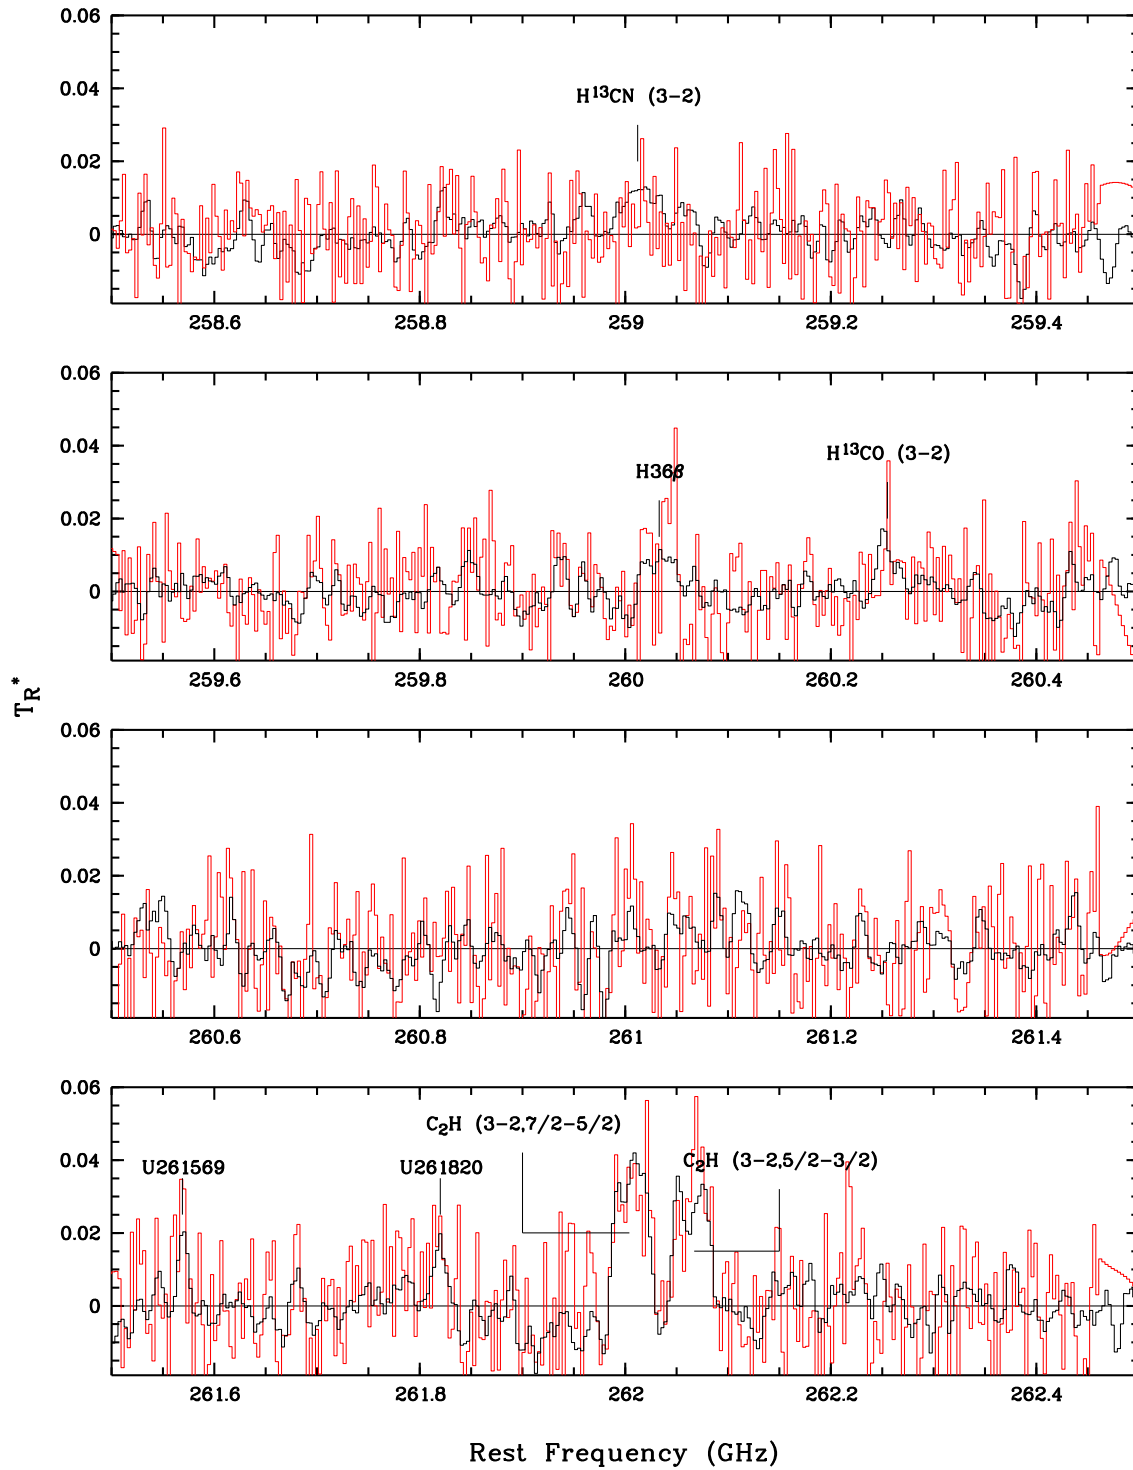 0.06
0.04
H¹³CN (3-2)
0.02
0
258.6 258.8 259 259.2 259.4
0.06
0.04
H36β
H¹³CO (3-2)
0.02
0
259.6 259.8 260 260.2 260.4
T_R*
0.06
0.04
0.02
0
260.6 260.8 261 261.2 261.4
0.06
C₂H (3-2,7/2-5/2)
0.04
U261569
U261820
C₂H (3-2,5/2-3/2)
0.02
0
261.6 261.8 262 262.2 262.4
Rest Frequency (GHz)